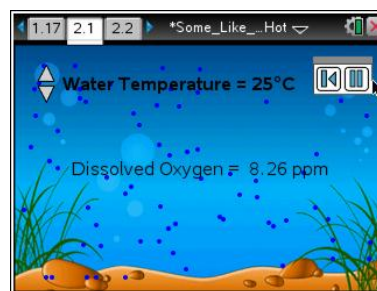 1.17 2.1 2.2 *Some_Like_...Hot
Water Temperature = 25°C
Dissolved Oxygen = 8.26 ppm